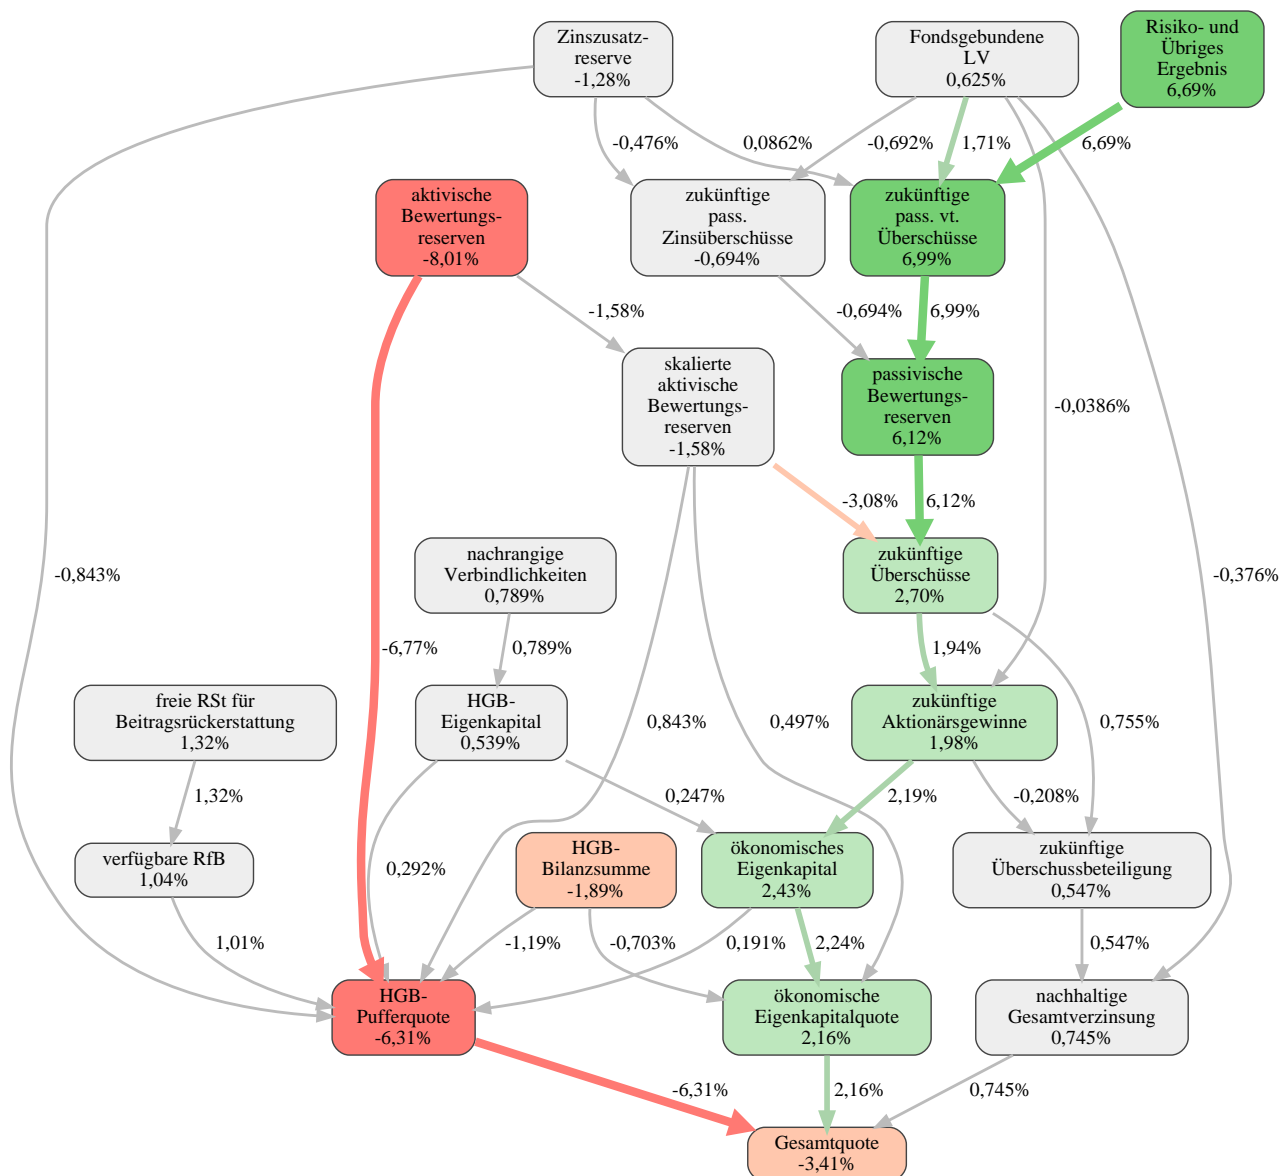 Zinszusatz-
reserve
-1,28%
Fondsgebundene
LV
0,625%
Risiko- und
Übriges
Ergebnis
6,69%
-0,476%
0,0862%
-0,692%
1,71%
6,69%
aktivische
Bewertungs-
reserven
-8,01%
zukünftige
pass.
Zinsüberschüsse
-0,694%
zukünftige
pass. vt.
Überschüsse
6,99%
-1,58%
-0,694%
6,99%
skalierte
aktivische
Bewertungs-
reserven
-1,58%
passivische
Bewertungs-
reserven
6,12%
-0,0386%
-3,08%
6,12%
nachrangige
Verbindlichkeiten
0,789%
zukünftige
Überschüsse
2,70%
-0,843%
-0,376%
-6,77%
0,789%
1,94%
freie RSt für
Beitragsrückerstattung
1,32%
HGB-
Eigenkapital
0,539%
0,843%
0,497%
zukünftige
Aktionärsgewinne
1,98%
0,755%
1,32%
0,247%
2,19%
-0,208%
verfügbare RfB
1,04%
0,292%
HGB-
Bilanzsumme
-1,89%
ökonomisches
Eigenkapital
2,43%
zukünftige
Überschussbeteiligung
0,547%
1,01%
-1,19%
-0,703%
0,191%
2,24%
0,547%
HGB-
Pufferquote
-6,31%
ökonomische
Eigenkapitalquote
2,16%
nachhaltige
Gesamtverzinsung
0,745%
-6,31%
2,16%
0,745%
Gesamtquote
-3,41%